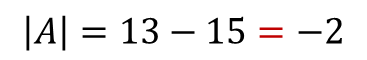 |A| = 13 − 15 = −2